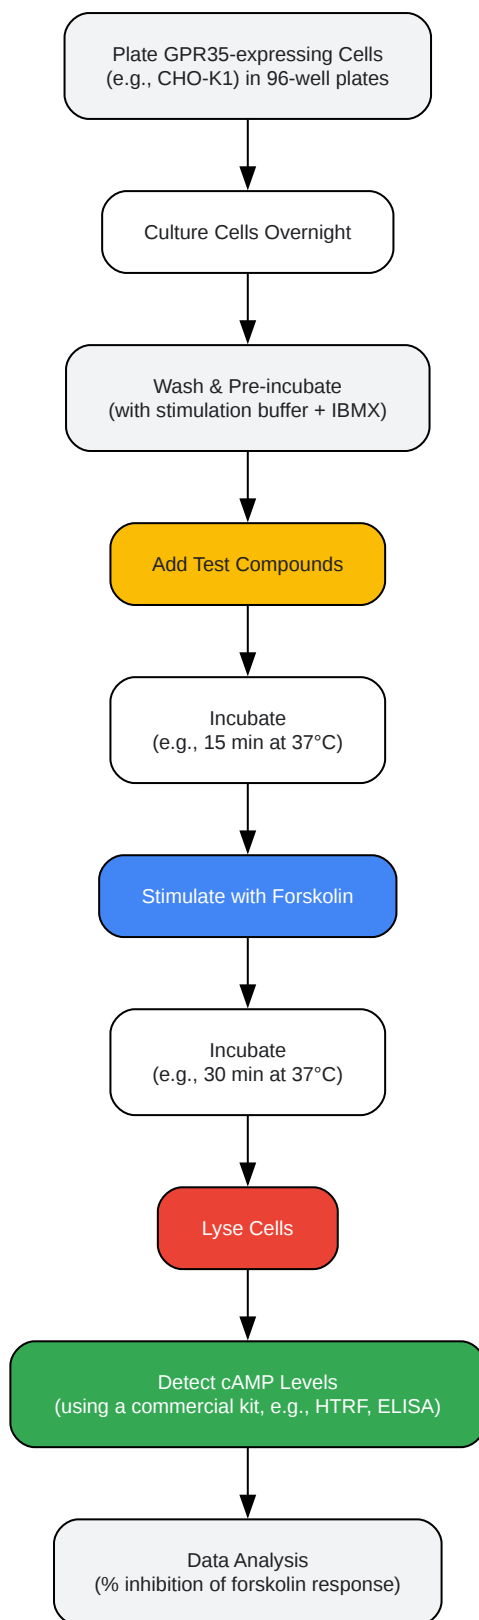 Plate GPR35-expressing Cells
(e.g., CHO-K1) in 96-well plates
Culture Cells Overnight
Wash & Pre-incubate
(with stimulation buffer + IBMX)
Add Test Compounds
Incubate
(e.g., 15 min at 37°C)
Stimulate with Forskolin
Incubate
(e.g., 30 min at 37°C)
Lyse Cells
Detect cAMP Levels
(using a commercial kit, e.g., HTRF, ELISA)
Data Analysis
(% inhibition of forskolin response)